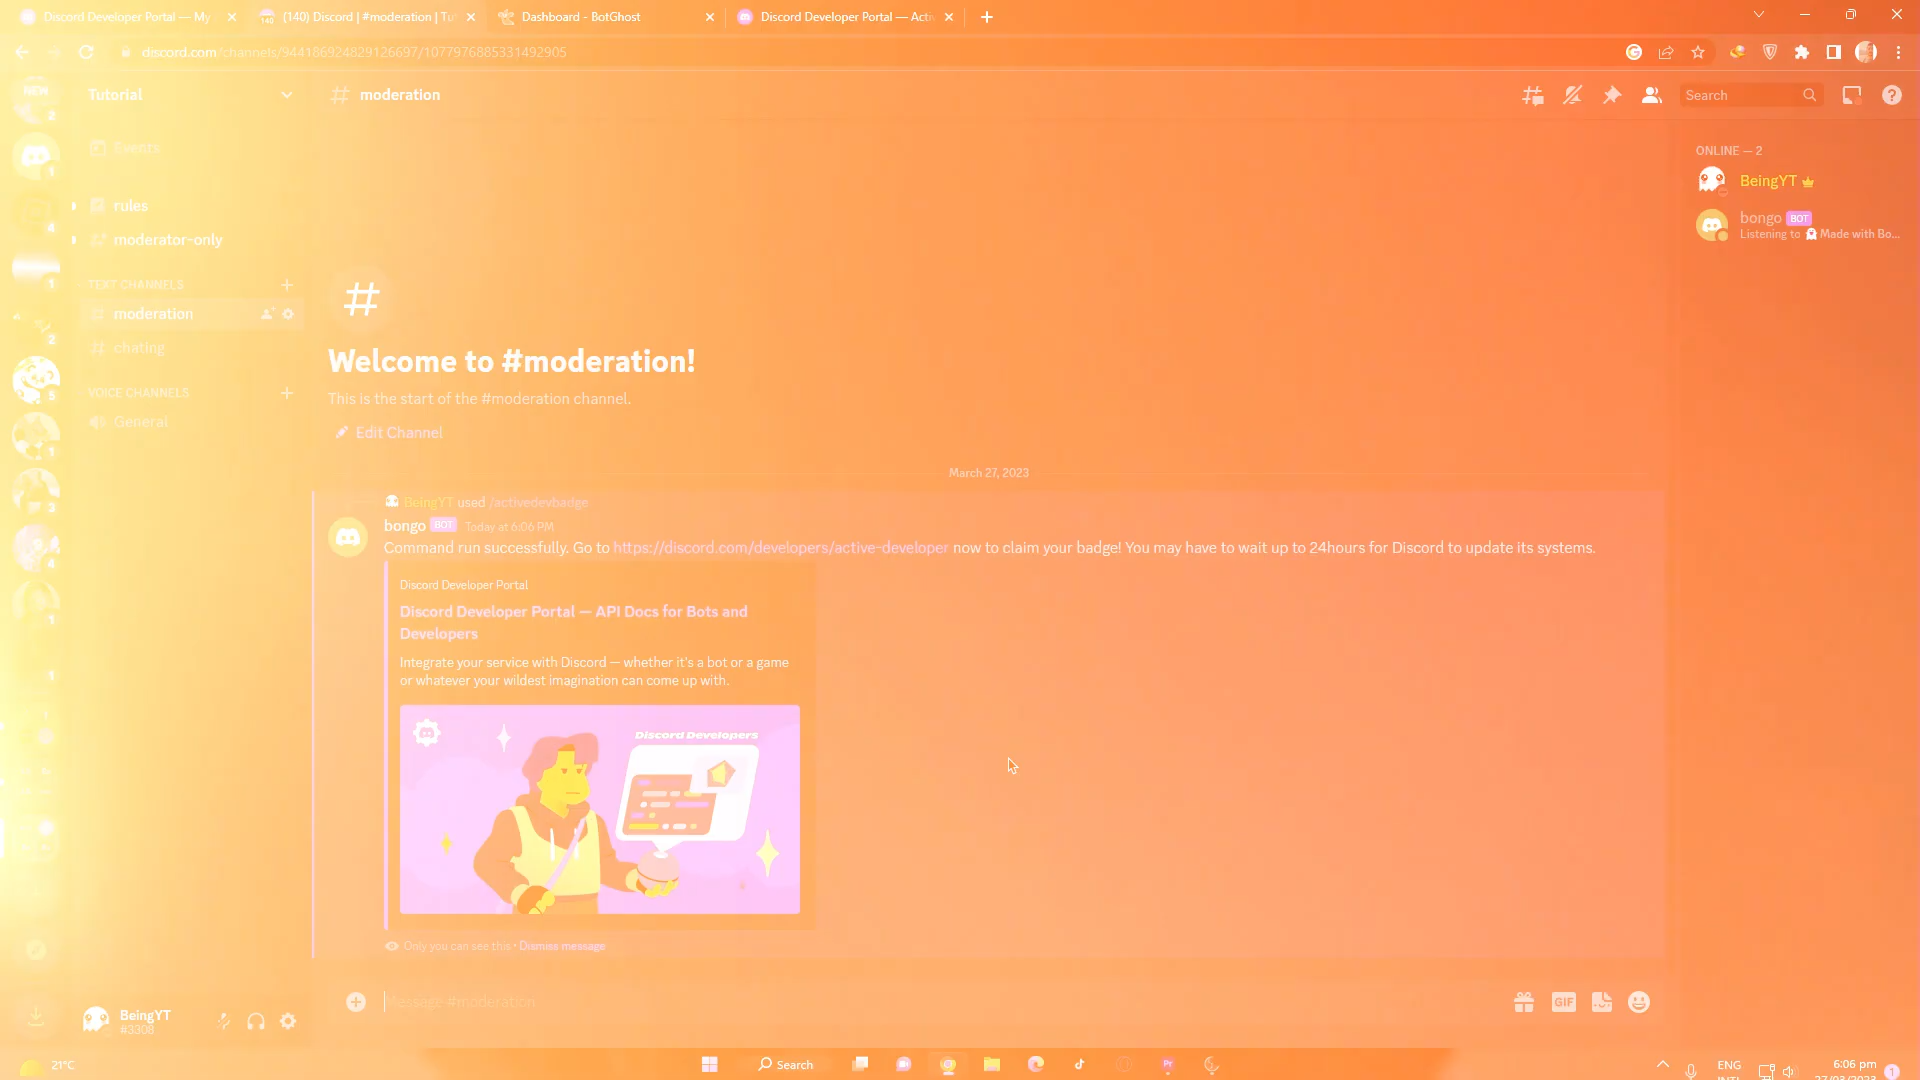 Discord Developer Portal — My
(140) Discord | #moderation | Tu
Dashboard - BotGhost
Discord Developer Portal — Acti
discord.com/channels/944186924829126697/1077976885331492905
NEW
Tutorial
moderation
Search
Events
rules
moderator-only
TEXT CHANNELS
moderation
chating
VOICE CHANNELS
General
ONLINE — 2
BeingYT
bongo BOT
Listening to Made with Bo...
Welcome to #moderation!
This is the start of the #moderation channel.
Edit Channel
March 27, 2023
BeingYT used /activedevbadge
bongo BOT Today at 6:06 PM
Command run successfully. Go to https://discord.com/developers/active-developer now to claim your badge! You may have to wait up to 24hours for Discord to update its systems.
Discord Developer Portal
Discord Developer Portal — API Docs for Bots and
Developers
Integrate your service with Discord — whether it's a bot or a game
or whatever your wildest imagination can come up with.
Discord Developers
Only you can see this • Dismiss message
Message #moderation
GIF
BeingYT
#3308
21°C
Search
ENG
6:06 pm
27/03/2023